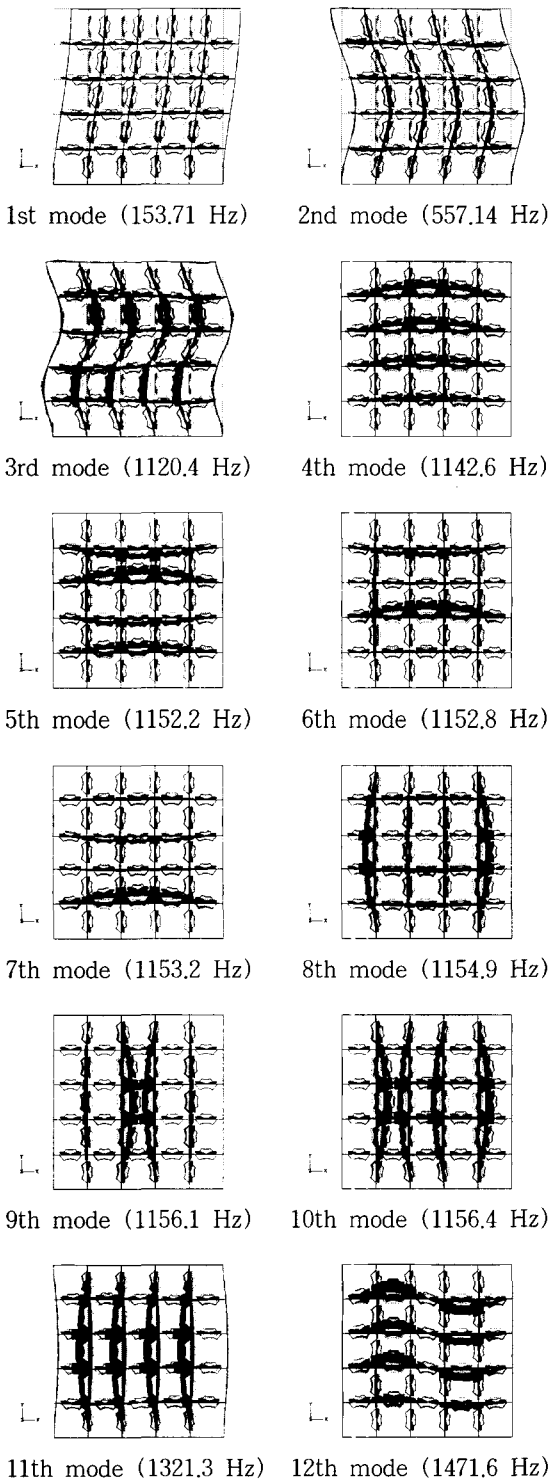 1st mode (153.71 Hz)
2nd mode (557.14 Hz)
3rd mode (1120.4 Hz)
4th mode (1142.6 Hz)
5th mode (1152.2 Hz)
6th mode (1152.8 Hz)
7th mode (1153.2 Hz)
8th mode (1154.9 Hz)
9th mode (1156.1 Hz)
10th mode (1156.4 Hz)
11th mode (1321.3 Hz)
12th mode (1471.6 Hz)